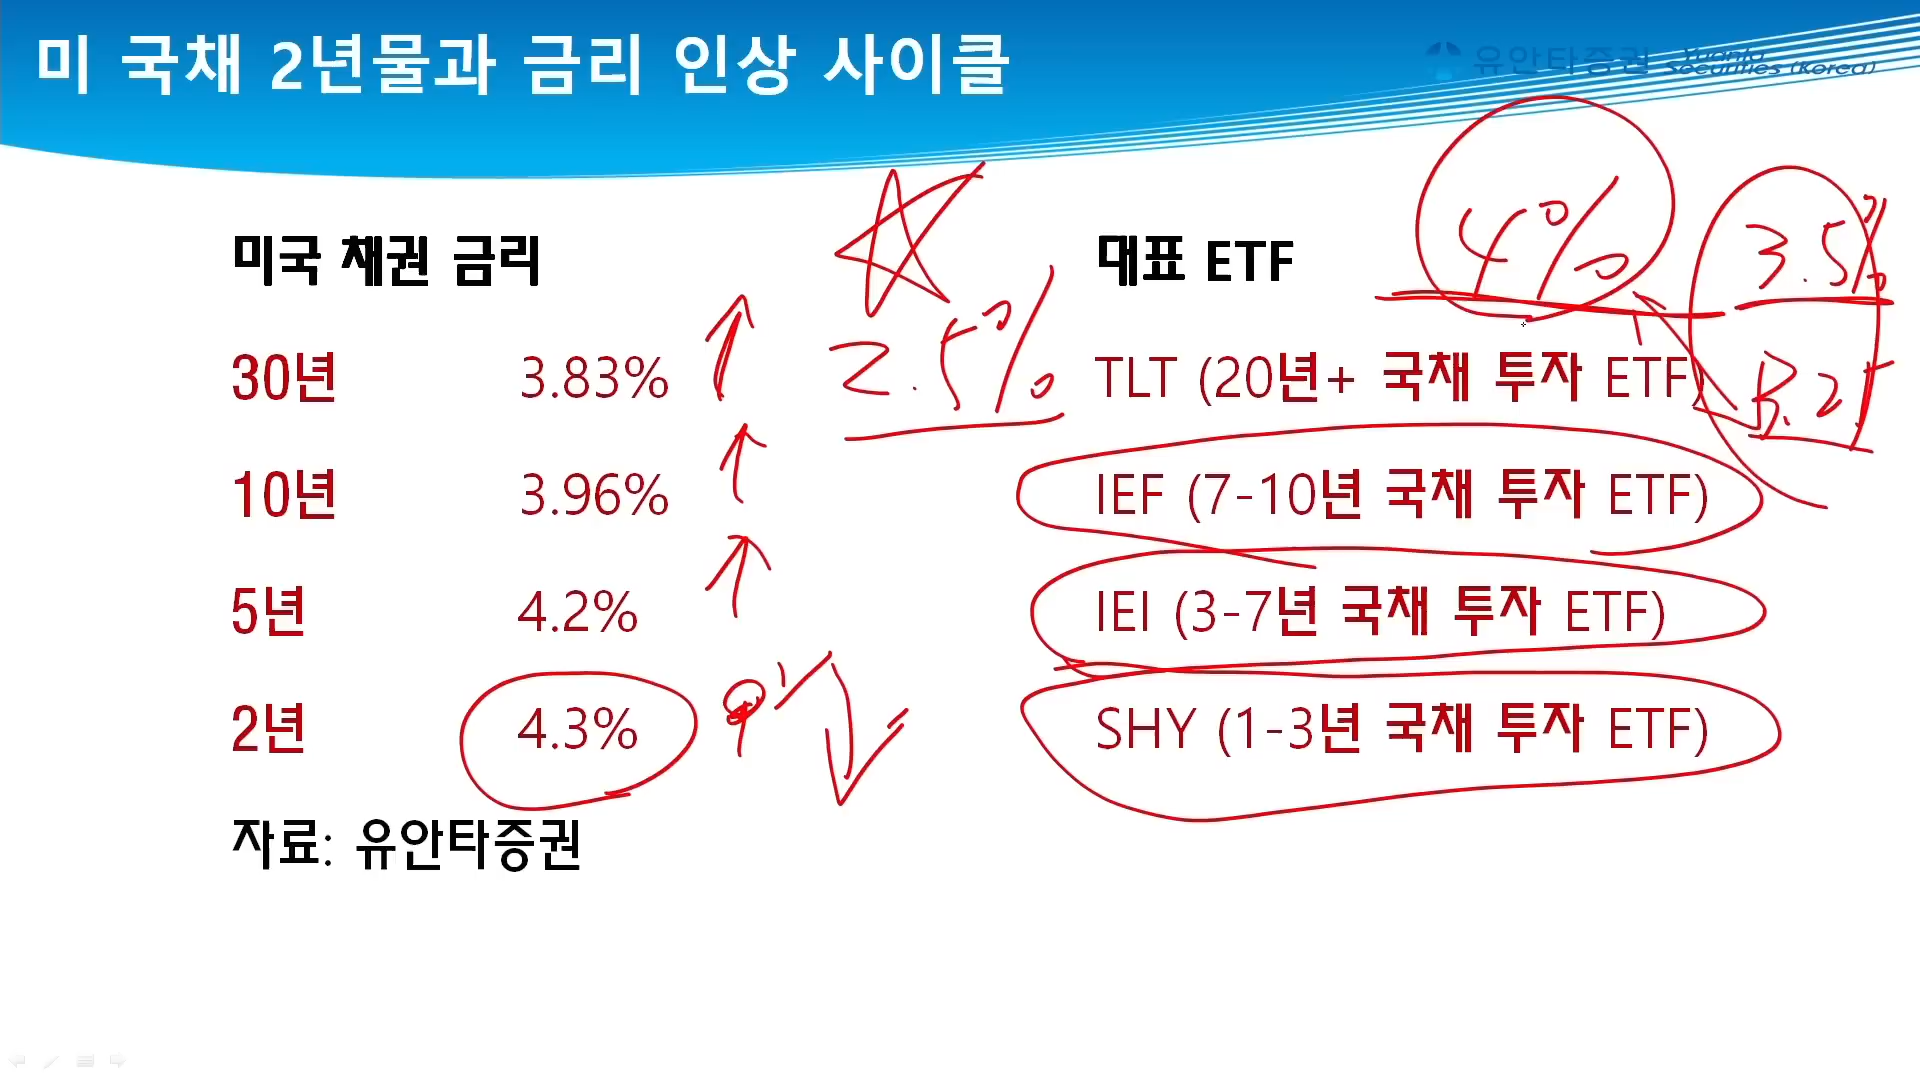 미 국채 2년물과 금리 인상 사이클
유안타증권 Yuanta Securities (Korea)
미국 채권 금리 대표 ETF
4%
3.5%
2.5%
30년 3.83% TLT (20년+ 국채 투자 ETF)
10년 3.96% IEF (7-10년 국채 투자 ETF)
5년 4.2% IEI (3-7년 국채 투자 ETF)
2년 4.3% SHY (1-3년 국채 투자 ETF)
자료: 유안타증권